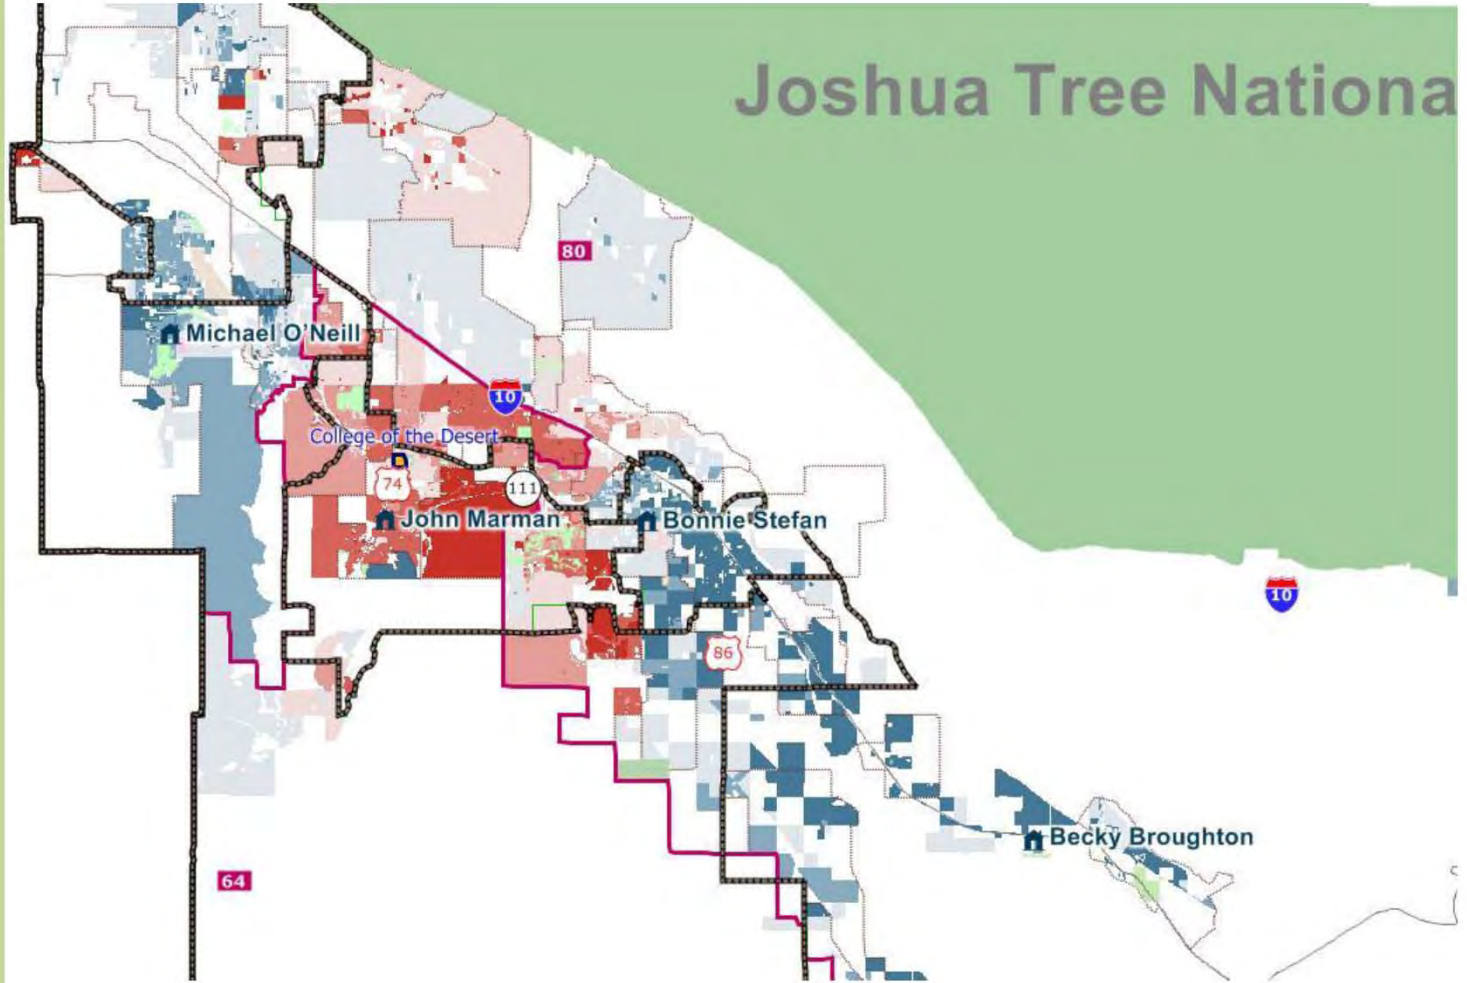 Joshua Tree Nationa
80
Michael O'Neill
10
College of the Desert
74
111
John Marman
Bonnie Stefan
10
86
Becky Broughton
64